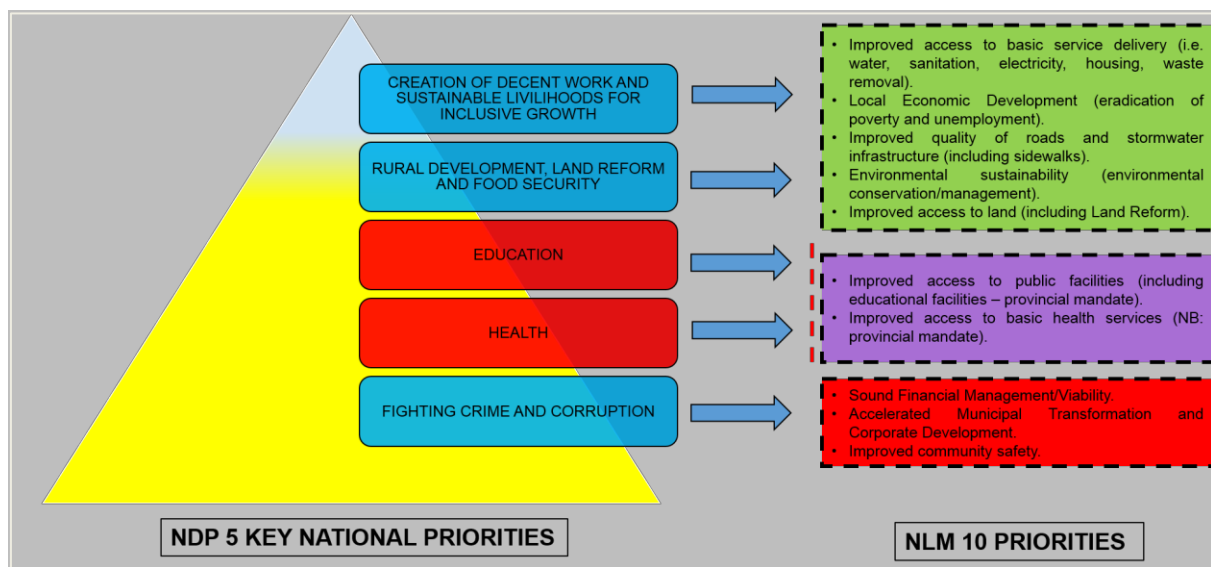 CREATION OF DECENT WORK AND
SUSTAINABLE LIVILIHOODS FOR
INCLUSIVE GROWTH
RURAL DEVELOPMENT, LAND REFORM
AND FOOD SECURITY
EDUCATION
HEALTH
FIGHTING CRIME AND CORRUPTION
NDP 5 KEY NATIONAL PRIORITIES
• Improved access to basic service delivery (i.e.
water, sanitation, electricity, housing, waste
removal).
• Local Economic Development (eradication of
poverty and unemployment).
• Improved quality of roads and stormwater
infrastructure (including sidewalks).
• Environmental sustainability (environmental
conservation/management).
• Improved access to land (including Land Reform).
• Improved access to public facilities (including
educational facilities – provincial mandate).
• Improved access to basic health services (NB:
provincial mandate).
• Sound Financial Management/Viability.
• Accelerated Municipal Transformation and
Corporate Development.
• Improved community safety.
NLM 10 PRIORITIES